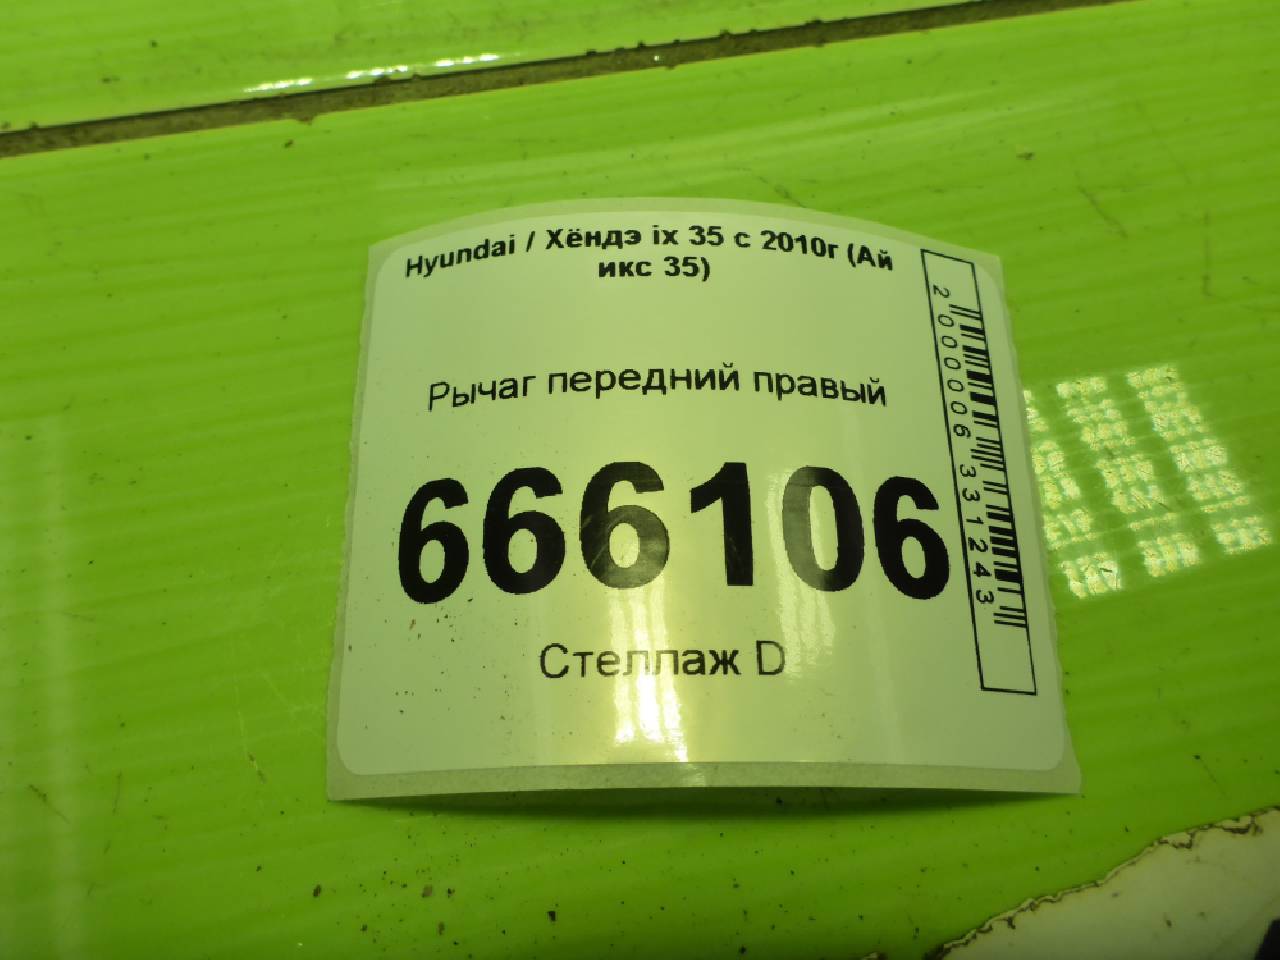 Hyundai / Хёндэ ix 35 с 2010г (Ай
икс 35)
Рычаг передний правый
666106
Стеллаж D
2000006331243